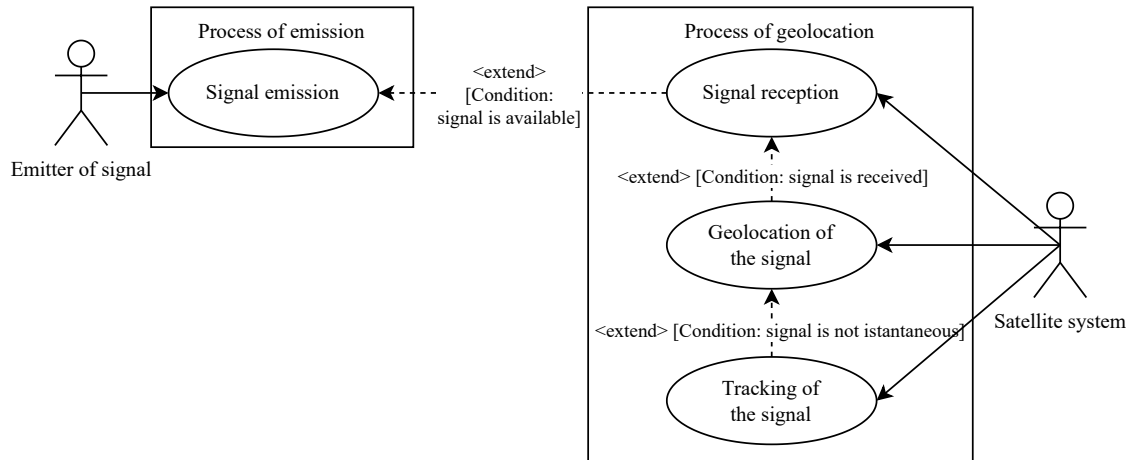 Process of emission
Signal emission
Emitter of signal
<extend>
[Condition:
signal is available]
Process of geolocation
Signal reception
<extend> [Condition: signal is received]
Geolocation of
the signal
<extend> [Condition: signal is not istantaneous]
Tracking of
the signal
Satellite system